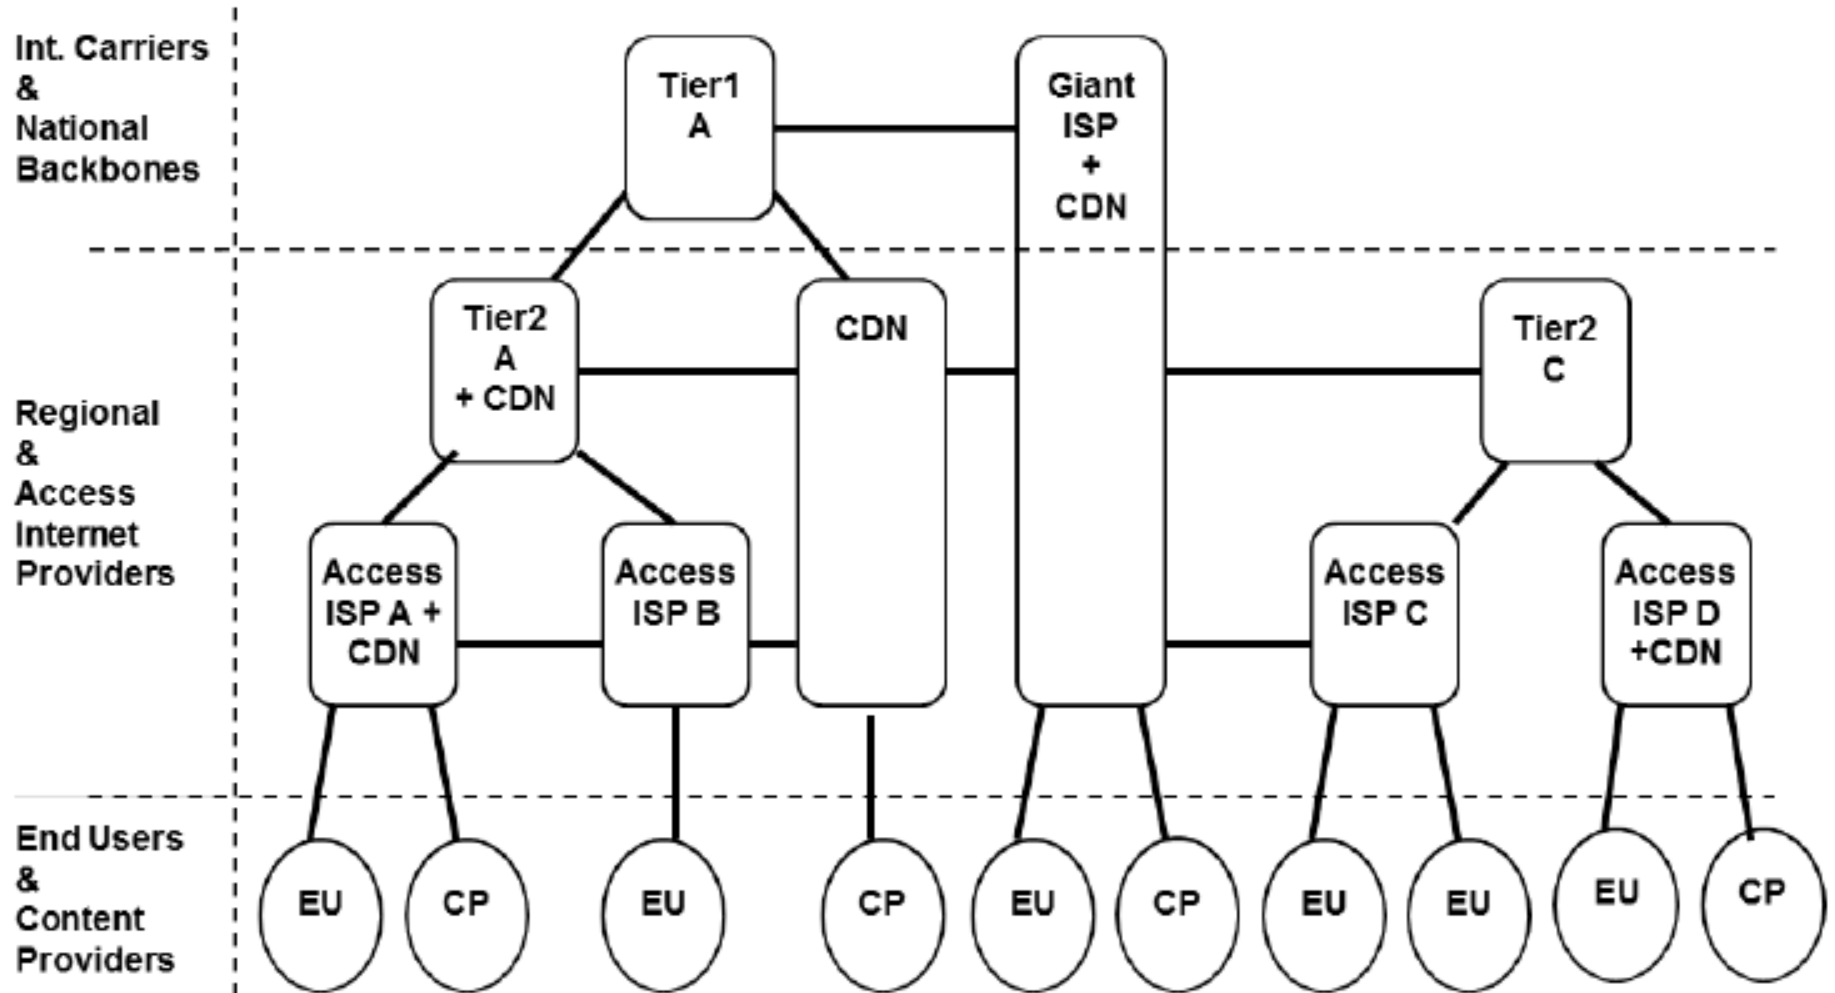 Int. Carriers
&
National
Backbones
Tier1
A
Giant
ISP
+
CDN
Regional
&
Access
Internet
Providers
Tier2
A
+ CDN
CDN
Tier2
C
Access
ISP A +
CDN
Access
ISP B
Access
ISP C
Access
ISP D
+CDN
End Users
&
Content
Providers
EU
CP
EU
CP
EU
CP
EU
EU
EU
CP